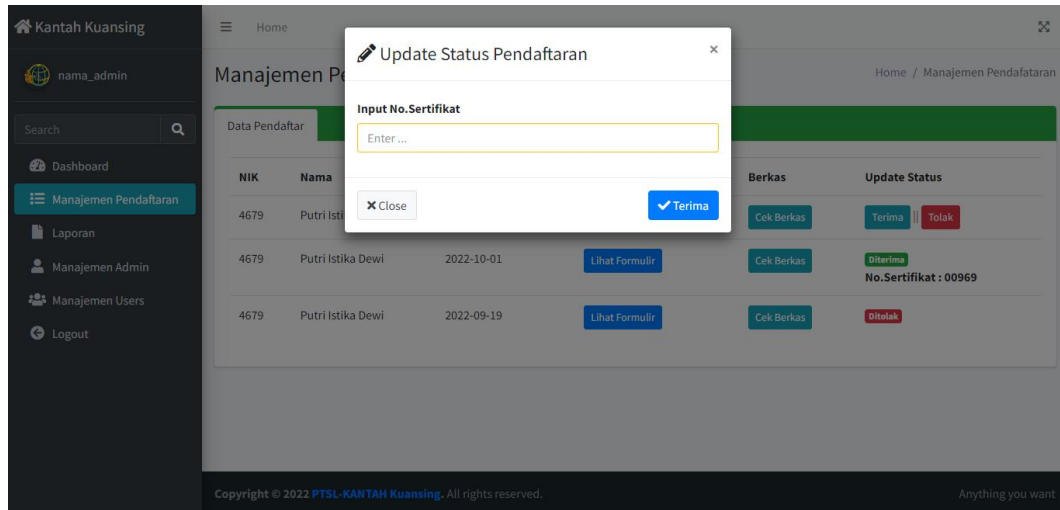 Kantah Kuansing
Home
nama_admin
Search
Dashboard
Manajemen Pendaftaran
Laporan
Manajemen Admin
Manajemen Users
Logout
Manajemen Pe
Home / Manajemen Pendafataran
Update Status Pendaftaran ×
Input No.Sertifikat
Enter ...
Close Terima
Data Pendaftar
NIK Nama Berkas Update Status
4679 Putri Isti Cek Berkas Terima || Tolak
4679 Putri Istika Dewi 2022-10-01 Lihat Formulir Cek Berkas Diterima
No.Sertifikat : 00969
4679 Putri Istika Dewi 2022-09-19 Lihat Formulir Cek Berkas Ditolak
Copyright © 2022 PTSL-KANTAH Kuansing. All rights reserved. Anything you want